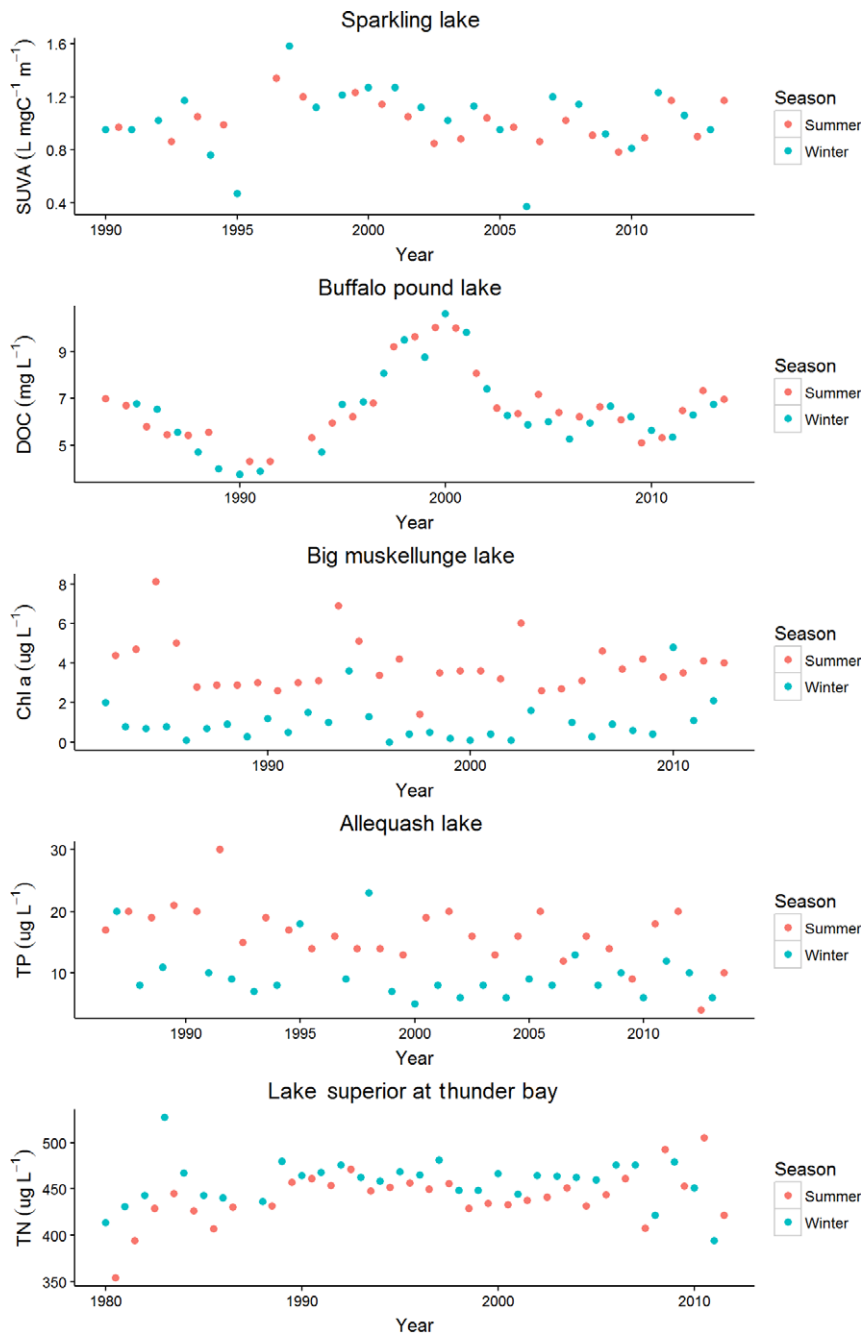 Sparkling lake
SUVA (L mgC⁻¹ m⁻¹)
1.6
1.2
0.8
0.4
1990 1995 2000 2005 2010
Year
Season
Summer
Winter
Buffalo pound lake
DOC (mg L⁻¹)
9
7
5
1990 2000 2010
Year
Season
Summer
Winter
Big muskellunge lake
Chl a (ug L⁻¹)
8
6
4
2
0
1990 2000 2010
Year
Season
Summer
Winter
Allequash lake
TP (ug L⁻¹)
30
20
10
1990 1995 2000 2005 2010
Year
Season
Summer
Winter
Lake superior at thunder bay
TN (ug L⁻¹)
500
450
400
350
1980 1990 2000 2010
Year
Season
Summer
Winter